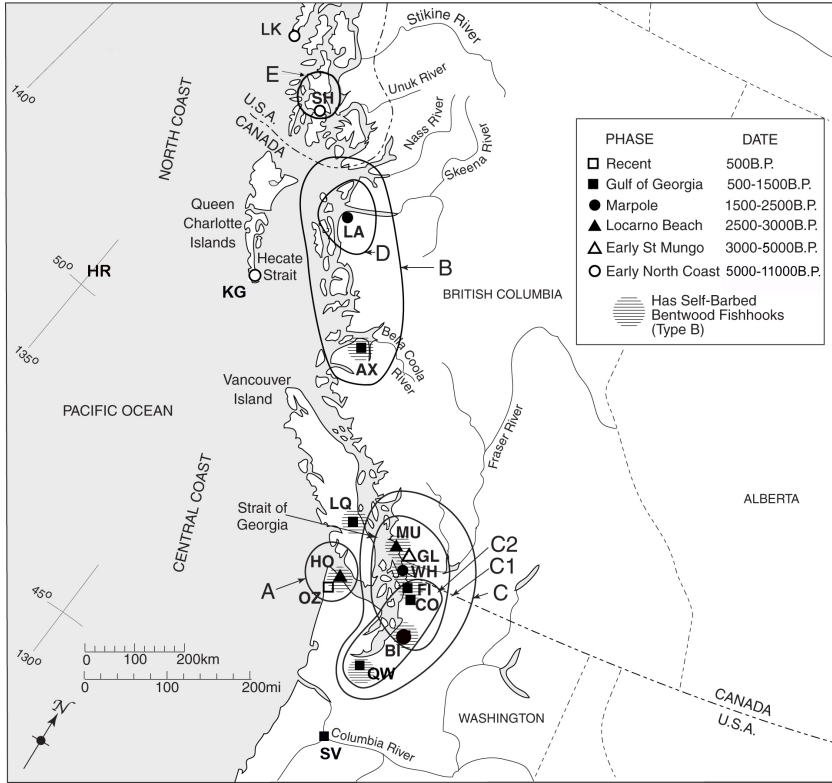 LK
Stikine River
E
Unuk River
SH
140°
NORTH COAST
U.S.A.
CANADA
Nass River
Skeena River
PHASE DATE
Recent 500B.P.
Gulf of Georgia 500-1500B.P.
Marpole 1500-2500B.P.
Locarno Beach 2500-3000B.P.
Early St Mungo 3000-5000B.P.
Early North Coast 5000-11000B.P.
Has Self-Barbed
Bentwood Fishhooks
(Type B)
Queen
Charlotte
Islands
LA
D
B
50°
HR
Hecate
Strait
KG
BRITISH COLUMBIA
135°
Bella Coola
River
AX
Vancouver
Island
PACIFIC OCEAN
Fraser River
CENTRAL COAST
ALBERTA
LQ
Strait of
Georgia
MU
GL
C2
WH
C1
HO
FI
C
A
OZ
CO
45°
BI
130°
0 100 200km
0 100 200mi
QW
CANADA
U.S.A.
N
WASHINGTON
Columbia River
SV